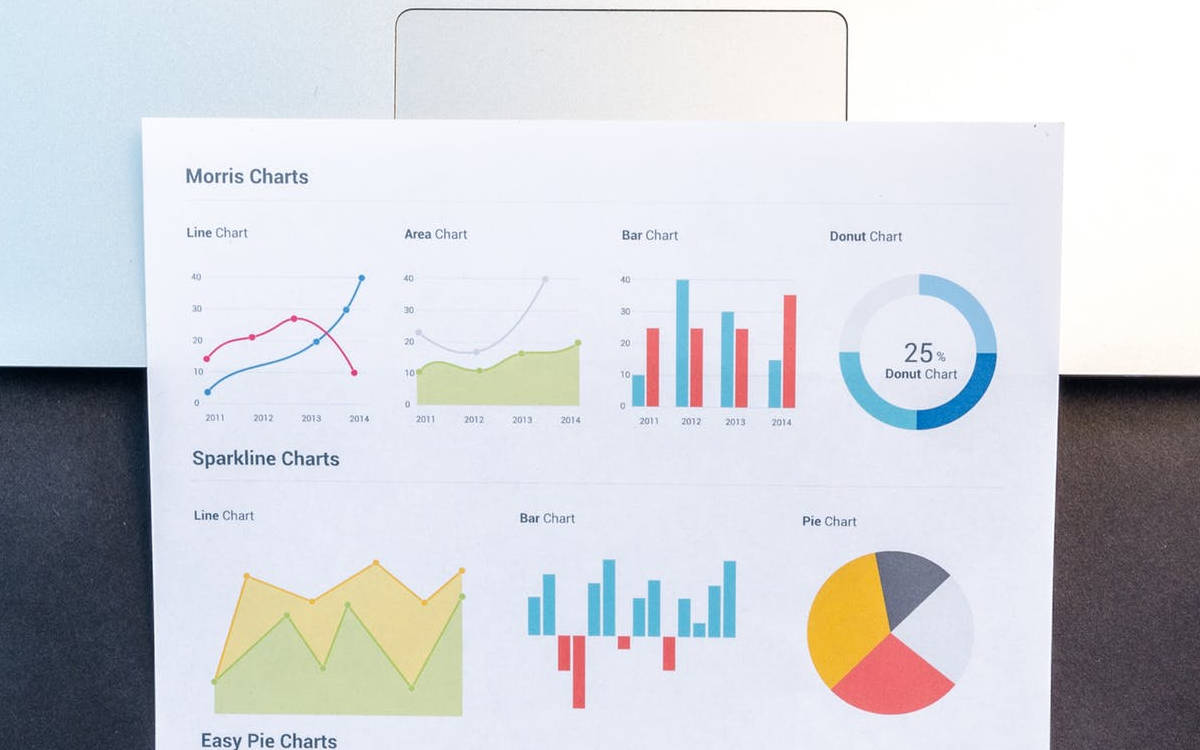 Morris Charts
Line Chart
Area Chart
Bar Chart
Donut Chart
40
30
20
10
0
2011 2012 2013 2014
40
30
20
10
0
2011 2012 2013 2014
40
30
20
10
0
2011 2012 2013 2014
25%
Donut Chart
Sparkline Charts
Line Chart
Bar Chart
Pie Chart
Easy Pie Charts